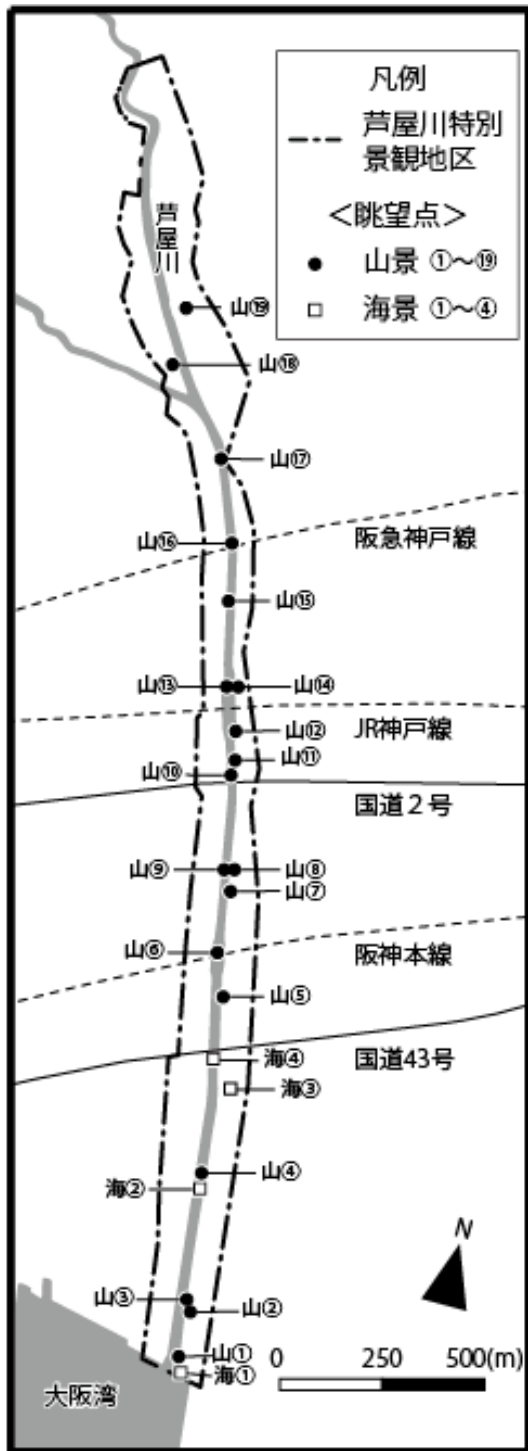 凡例
芦屋川特別
景観地区
<眺望点>
山景 ①~⑲
海景 ①~④
芦屋川
山⑲
山⑱
山⑰
山⑯
阪急神戸線
山⑮
山⑬
山⑭
山⑫
JR神戸線
山⑪
山⑩
国道2号
山⑨
山⑧
山⑦
山⑥
阪神本線
山⑤
海④
国道43号
海③
山④
海②
N
山③
山②
山①
海①
0 250 500(m)
大阪湾